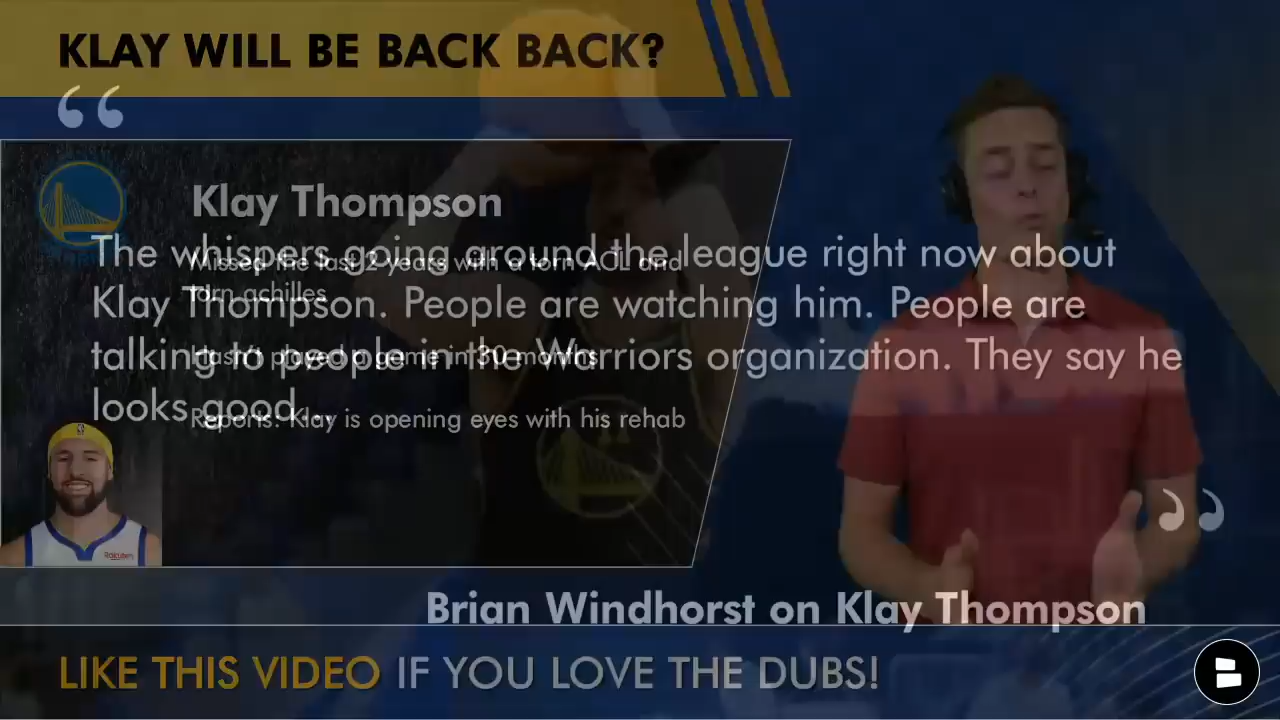 KLAY WILL BE BACK BACK?
“
Klay Thompson
The whispers going around the league right now about
Missed the last 2 years with a torn ACL and
Torn achilles
Klay Thompson. People are watching him. People are
Hasn't played a game in 30 months
talking to people in the Warriors organization. They say he
looks good...
Reports: Klay is opening eyes with his rehab
”
Rakuten
Brian Windhorst on Klay Thompson
LIKE THIS VIDEO IF YOU LOVE THE DUBS!